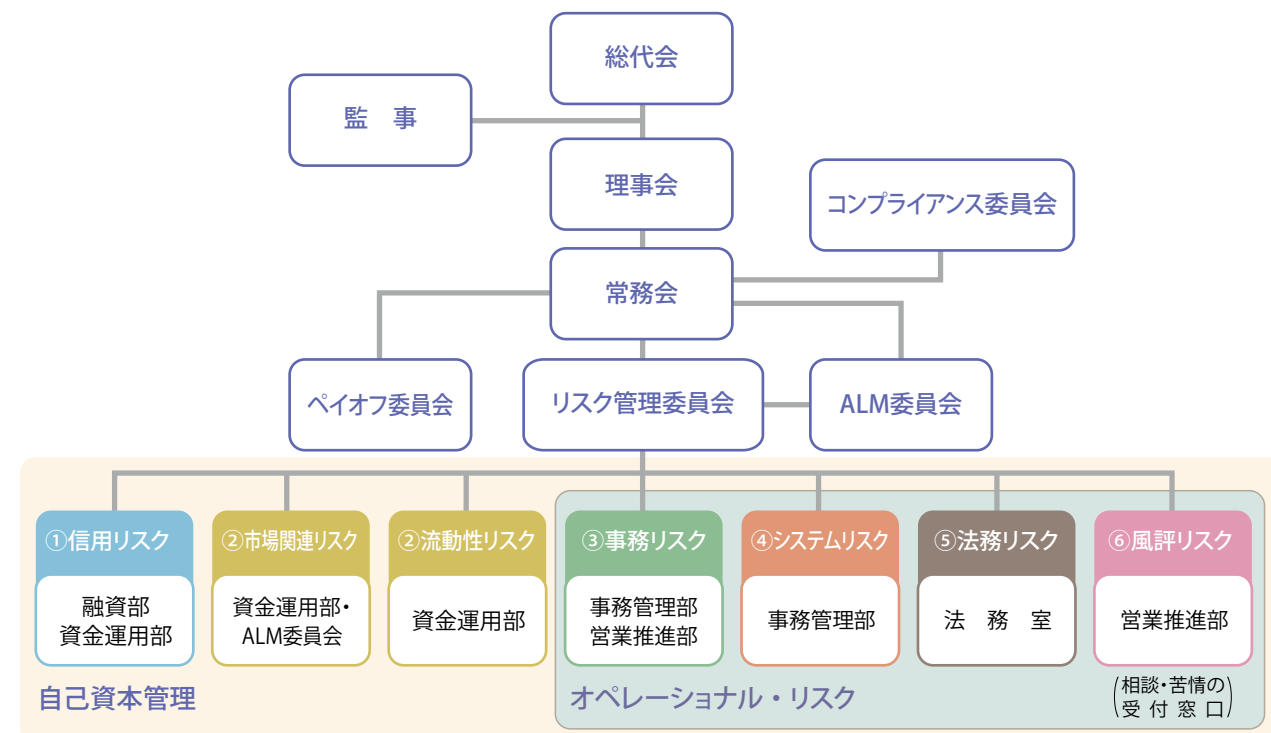 総代会
監　事
理事会
コンプライアンス委員会
常務会
ペイオフ委員会
リスク管理委員会
ALM委員会
①信用リスク
融資部
資金運用部
②市場関連リスク
資金運用部・
ALM委員会
②流動性リスク
資金運用部
③事務リスク
事務管理部
営業推進部
④システムリスク
事務管理部
⑤法務リスク
法　務　室
⑥風評リスク
営業推進部
自己資本管理
オペレーショナル・リスク
(相談・苦情の
受付窓口)